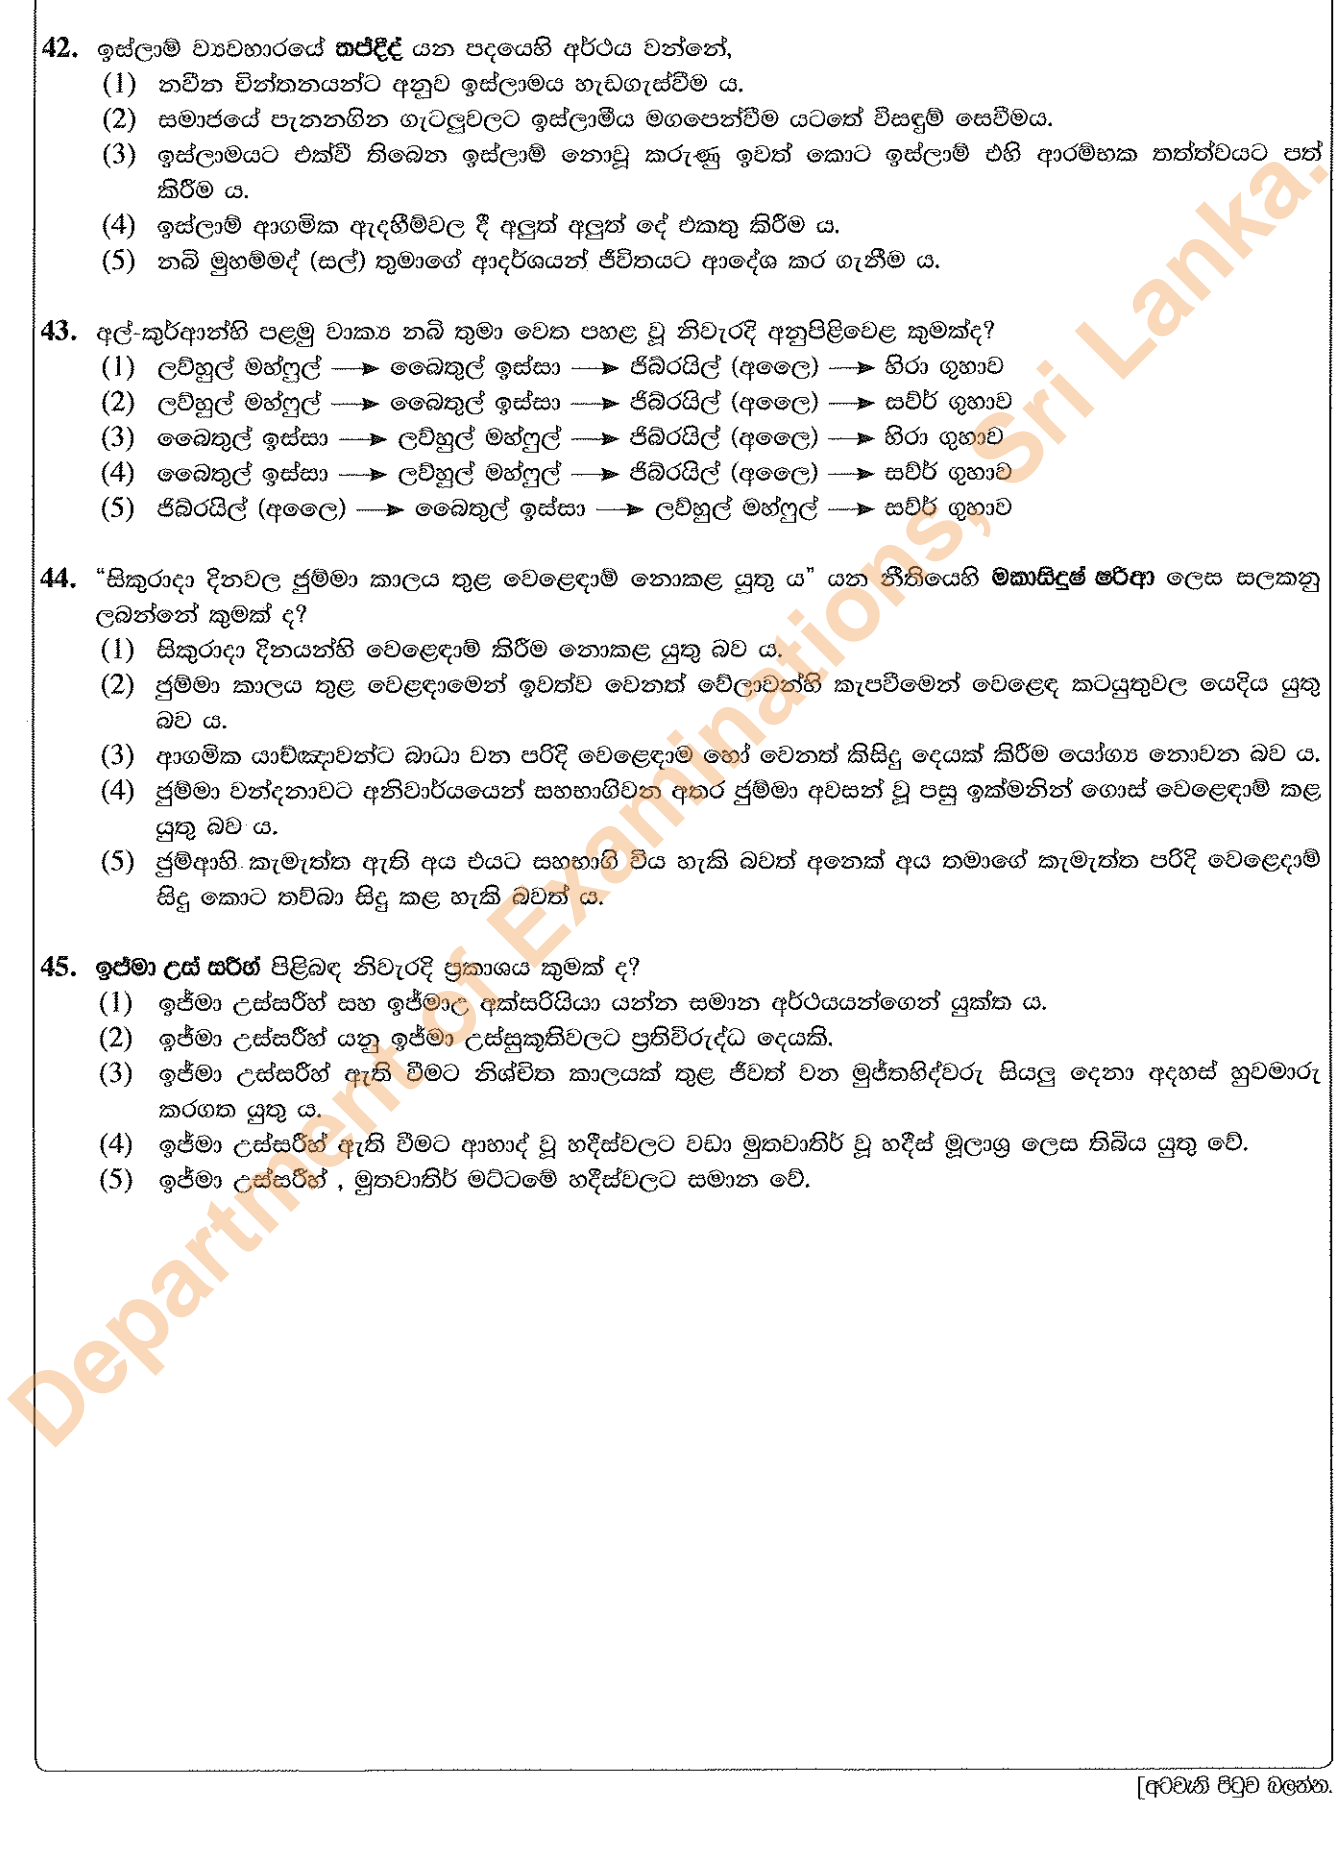 42. ඉස්ලාම් ව්‍යවහාරයේ තජ්දීද් යන පදයෙහි අර්ථය වන්නේ,
(1) නවීන චින්තනයන්ට අනුව ඉස්ලාමය හැඩගැස්වීම ය.
(2) සමාජයේ පැනනගින ගැටලුවලට ඉස්ලාමීය මගපෙන්වීම යටතේ විසඳුම් සෙවීමය.
(3) ඉස්ලාමයට එක්වී තිබෙන ඉස්ලාම් නොවූ කරුණු ඉවත් කොට ඉස්ලාම් එහි ආරම්භක තත්ත්වයට පත්
කිරීම ය.
(4) ඉස්ලාම් ආගමික ඇදහීම්වල දී අලුත් අලුත් දේ එකතු කිරීම ය.
(5) නබි මුහම්මද් (සල්) තුමාගේ ආදර්ශයන් ජීවිතයට ආදේශ කර ගැනීම ය.
43. අල්-කුර්ආන්හි පළමු වාක්‍ය නබි තුමා වෙත පහළ වූ නිවැරදි අනුපිළිවෙළ කුමක්ද?
(1) ලව්හුල් මහ්ෆුල් → බෛතුල් ඉස්සා → ජිබ්රයිල් (අලෛ) → හිරා ගුහාව
(2) ලව්හුල් මහ්ෆුල් → බෛතුල් ඉස්සා → ජිබ්රයිල් (අලෛ) → සව්ර් ගුහාව
(3) බෛතුල් ඉස්සා → ලව්හුල් මහ්ෆුල් → ජිබ්රයිල් (අලෛ) → හිරා ගුහාව
(4) බෛතුල් ඉස්සා → ලව්හුල් මහ්ෆුල් → ජිබ්රයිල් (අලෛ) → සව්ර් ගුහාව
(5) ජිබ්රයිල් (අලෛ) → බෛතුල් ඉස්සා → ලව්හුල් මහ්ෆුල් → සව්ර් ගුහාව
44. “සිකුරාදා දිනවල ජුම්මා කාලය තුළ වෙළෙඳාම් නොකළ යුතු ය” යන නීතියෙහි මකාසිදුෂ් ෂරිආ ලෙස සලකනු
ලබන්නේ කුමක් ද?
(1) සිකුරාදා දිනයන්හි වෙළෙඳාම් කිරීම නොකළ යුතු බව ය.
(2) ජුම්මා කාලය තුළ වෙළඳාමෙන් ඉවත්ව වෙනත් වේලාවන්හි කැපවීමෙන් වෙළෙඳ කටයුතුවල යෙදිය යුතු
බව ය.
(3) ආගමික යාච්ඤාවන්ට බාධා වන පරිදි වෙළෙඳාම හෝ වෙනත් කිසිදු දෙයක් කිරීම යෝග්‍ය නොවන බව ය.
(4) ජුම්මා වන්දනාවට අනිවාර්යයෙන් සහභාගිවන අතර ජුම්මා අවසන් වූ පසු ඉක්මනින් ගොස් වෙළෙඳාම් කළ
යුතු බව ය.
(5) ජුම්ආහි කැමැත්ත ඇති අය එයට සහභාගි විය හැකි බවත් අනෙක් අය තමාගේ කැමැත්ත පරිදි වෙළෙදාම්
සිදු කොට තව්බා සිදු කළ හැකි බවත් ය.
45. ඉජ්මා උස් සරීහ් පිළිබඳ නිවැරදි ප්‍රකාශය කුමක් ද?
(1) ඉජ්මා උස්සරීහ් සහ ඉජ්මාඋ අක්සරියියා යන්න සමාන අර්ථයයන්ගෙන් යුක්ත ය.
(2) ඉජ්මා උස්සරීහ් යනු ඉජ්මා උස්සුකූතිවලට ප්‍රතිවිරුද්ධ දෙයකි.
(3) ඉජ්මා උස්සරීහ් ඇති වීමට නිශ්චිත කාලයක් තුළ ජීවත් වන මුජ්තහිද්වරු සියලු දෙනා අදහස් හුවමාරු
කරගත යුතු ය.
(4) ඉජ්මා උස්සරීහ් ඇති වීමට ආහාද් වූ හදීස්වලට වඩා මුතවාතිර් වූ හදීස් මූලාශ්‍ර ලෙස තිබිය යුතු වේ.
(5) ඉජ්මා උස්සරීහ් , මුතවාතිර් මට්ටමේ හදීස්වලට සමාන වේ.
Department of Examinations, Sri Lanka.
[අටවැනි පිටුව බලන්න.